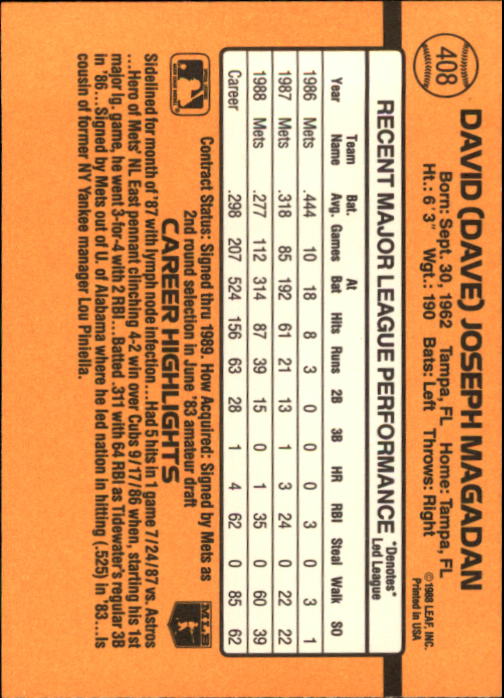 408
DAVID (DAVE) JOSEPH MAGADAN
Born: Sept. 30, 1962 Tampa, FL Home: Tampa, FL
Ht.: 6' 3" Wgt.: 190 Bats: Left Throws: Right
©1988 LEAF, INC.
Printed in USA
RECENT MAJOR LEAGUE PERFORMANCE *Denotes* Led League
Year Team Name Bat. Avg. Games At Bat Hits Runs 2B 3B HR RBI Steal Walk SO
1986 Mets .444 10 18 8 3 0 0 0 3 0 3 1
1987 Mets .318 85 192 61 21 13 1 3 24 0 22 22
1988 Mets .277 112 314 87 39 15 0 1 35 0 60 39
Career .298 207 524 156 63 28 1 4 62 0 85 62
Contract Status: Signed thru 1989. How Acquired: Signed by Mets as
2nd round selection in June '83 amateur draft
CAREER HIGHLIGHTS
MLB
Sidelined for month of '87 with lymph node infection...Had 5 hits in 1 game 7/24/87 vs. Astros
...Hero of Mets' NL East pennant clinching 4-2 win over Cubs 9/17/86 when, starting his 1st
major lg. game, he went 3-for-4 with 2 RBI...Batted .311 with 64 RBI as Tidewater's regular 3B
in '86...Signed by Mets out of U. of Alabama where he led nation in hitting (.525) in '83...Is
cousin of former NY Yankee manager Lou Piniella.